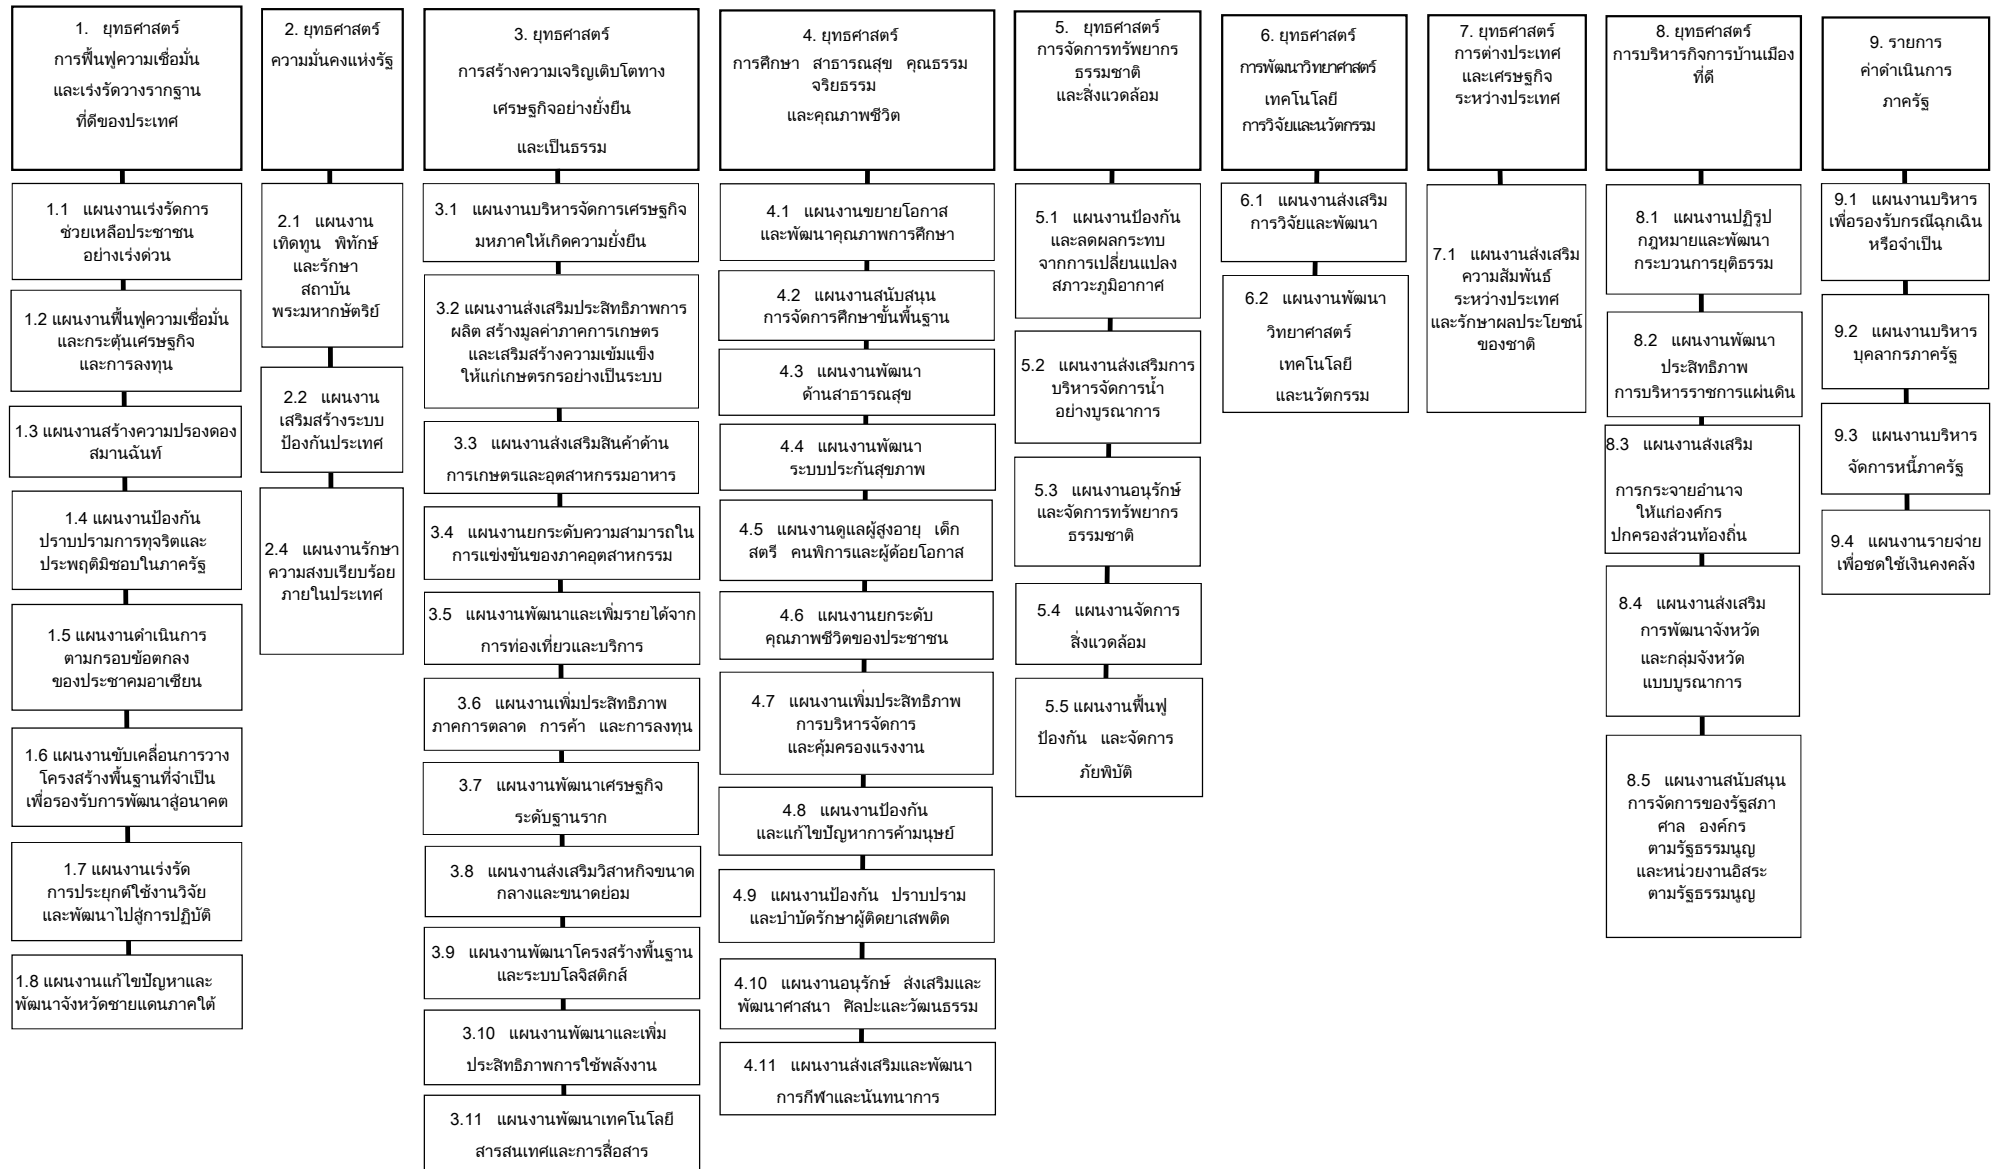 1. ยุทธศาสตร์
การฟื้นฟูความเชื่อมั่น
และเร่งรัดวางรากฐาน
ที่ดีของประเทศ
1.1 แผนงานเร่งรัดการ
ช่วยเหลือประชาชน
อย่างเร่งด่วน
1.2 แผนงานฟื้นฟูความเชื่อมั่น
และกระตุ้นเศรษฐกิจ
และการลงทุน
1.3 แผนงานสร้างความปรองดอง
สมานฉันท์
1.4 แผนงานป้องกัน
ปราบปรามการทุจริตและ
ประพฤติมิชอบในภาครัฐ
1.5 แผนงานดำเนินการ
ตามกรอบข้อตกลง
ของประชาคมอาเซียน
1.6 แผนงานขับเคลื่อนการวาง
โครงสร้างพื้นฐานที่จำเป็น
เพื่อรองรับการพัฒนาสู่อนาคต
1.7 แผนงานเร่งรัด
การประยุกต์ใช้งานวิจัย
และพัฒนาไปสู่การปฏิบัติ
1.8 แผนงานแก้ไขปัญหาและ
พัฒนาจังหวัดชายแดนภาคใต้
2. ยุทธศาสตร์
ความมั่นคงแห่งรัฐ
2.1 แผนงาน
เทิดทูน พิทักษ์
และรักษา
สถาบัน
พระมหากษัตริย์
2.2 แผนงาน
เสริมสร้างระบบ
ป้องกันประเทศ
2.4 แผนงานรักษา
ความสงบเรียบร้อย
ภายในประเทศ
3. ยุทธศาสตร์
การสร้างความเจริญเติบโตทาง
เศรษฐกิจอย่างยั่งยืน
และเป็นธรรม
3.1 แผนงานบริหารจัดการเศรษฐกิจ
มหภาคให้เกิดความยั่งยืน
3.2 แผนงานส่งเสริมประสิทธิภาพการ
ผลิต สร้างมูลค่าภาคการเกษตร
และเสริมสร้างความเข้มแข็ง
ให้แก่เกษตรกรอย่างเป็นระบบ
3.3 แผนงานส่งเสริมสินค้าด้าน
การเกษตรและอุตสาหกรรมอาหาร
3.4 แผนงานยกระดับความสามารถใน
การแข่งขันของภาคอุตสาหกรรม
3.5 แผนงานพัฒนาและเพิ่มรายได้จาก
การท่องเที่ยวและบริการ
3.6 แผนงานเพิ่มประสิทธิภาพ
ภาคการตลาด การค้า และการลงทุน
3.7 แผนงานพัฒนาเศรษฐกิจ
ระดับฐานราก
3.8 แผนงานส่งเสริมวิสาหกิจขนาด
กลางและขนาดย่อม
3.9 แผนงานพัฒนาโครงสร้างพื้นฐาน
และระบบโลจิสติกส์
3.10 แผนงานพัฒนาและเพิ่ม
ประสิทธิภาพการใช้พลังงาน
3.11 แผนงานพัฒนาเทคโนโลยี
สารสนเทศและการสื่อสาร
4. ยุทธศาสตร์
การศึกษา สาธารณสุข คุณธรรม
จริยธรรม
และคุณภาพชีวิต
4.1 แผนงานขยายโอกาส
และพัฒนาคุณภาพการศึกษา
4.2 แผนงานสนับสนุน
การจัดการศึกษาขั้นพื้นฐาน
4.3 แผนงานพัฒนา
ด้านสาธารณสุข
4.4 แผนงานพัฒนา
ระบบประกันสุขภาพ
4.5 แผนงานดูแลผู้สูงอายุ เด็ก
สตรี คนพิการและผู้ด้อยโอกาส
4.6 แผนงานยกระดับ
คุณภาพชีวิตของประชาชน
4.7 แผนงานเพิ่มประสิทธิภาพ
การบริหารจัดการ
และคุ้มครองแรงงาน
4.8 แผนงานป้องกัน
และแก้ไขปัญหาการค้ามนุษย์
4.9 แผนงานป้องกัน ปราบปราม
และบำบัดรักษาผู้ติดยาเสพติด
4.10 แผนงานอนุรักษ์ ส่งเสริมและ
พัฒนาศาสนา ศิลปะและวัฒนธรรม
4.11 แผนงานส่งเสริมและพัฒนา
การกีฬาและนันทนาการ
5. ยุทธศาสตร์
การจัดการทรัพยากร
ธรรมชาติ
และสิ่งแวดล้อม
5.1 แผนงานป้องกัน
และลดผลกระทบ
จากการเปลี่ยนแปลง
สภาวะภูมิอากาศ
5.2 แผนงานส่งเสริมการ
บริหารจัดการน้ำ
อย่างบูรณาการ
5.3 แผนงานอนุรักษ์
และจัดการทรัพยากร
ธรรมชาติ
5.4 แผนงานจัดการ
สิ่งแวดล้อม
5.5 แผนงานฟื้นฟู
ป้องกัน และจัดการ
ภัยพิบัติ
6. ยุทธศาสตร์
การพัฒนาวิทยาศาสตร์
เทคโนโลยี
การวิจัยและนวัตกรรม
6.1 แผนงานส่งเสริม
การวิจัยและพัฒนา
6.2 แผนงานพัฒนา
วิทยาศาสตร์
เทคโนโลยี
และนวัตกรรม
7. ยุทธศาสตร์
การต่างประเทศ
และเศรษฐกิจ
ระหว่างประเทศ
7.1 แผนงานส่งเสริม
ความสัมพันธ์
ระหว่างประเทศ
และรักษาผลประโยชน์
ของชาติ
8. ยุทธศาสตร์
การบริหารกิจการบ้านเมือง
ที่ดี
8.1 แผนงานปฏิรูป
กฎหมายและพัฒนา
กระบวนการยุติธรรม
8.2 แผนงานพัฒนา
ประสิทธิภาพ
การบริหารราชการแผ่นดิน
8.3 แผนงานส่งเสริม
การกระจายอำนาจ
ให้แก่องค์กร
ปกครองส่วนท้องถิ่น
8.4 แผนงานส่งเสริม
การพัฒนาจังหวัด
และกลุ่มจังหวัด
แบบบูรณาการ
8.5 แผนงานสนับสนุน
การจัดการของรัฐสภา
ศาล องค์กร
ตามรัฐธรรมนูญ
และหน่วยงานอิสระ
ตามรัฐธรรมนูญ
9. รายการ
ค่าดำเนินการ
ภาครัฐ
9.1 แผนงานบริหาร
เพื่อรองรับกรณีฉุกเฉิน
หรือจำเป็น
9.2 แผนงานบริหาร
บุคลากรภาครัฐ
9.3 แผนงานบริหาร
จัดการหนี้ภาครัฐ
9.4 แผนงานรายจ่าย
เพื่อชดใช้เงินคงคลัง